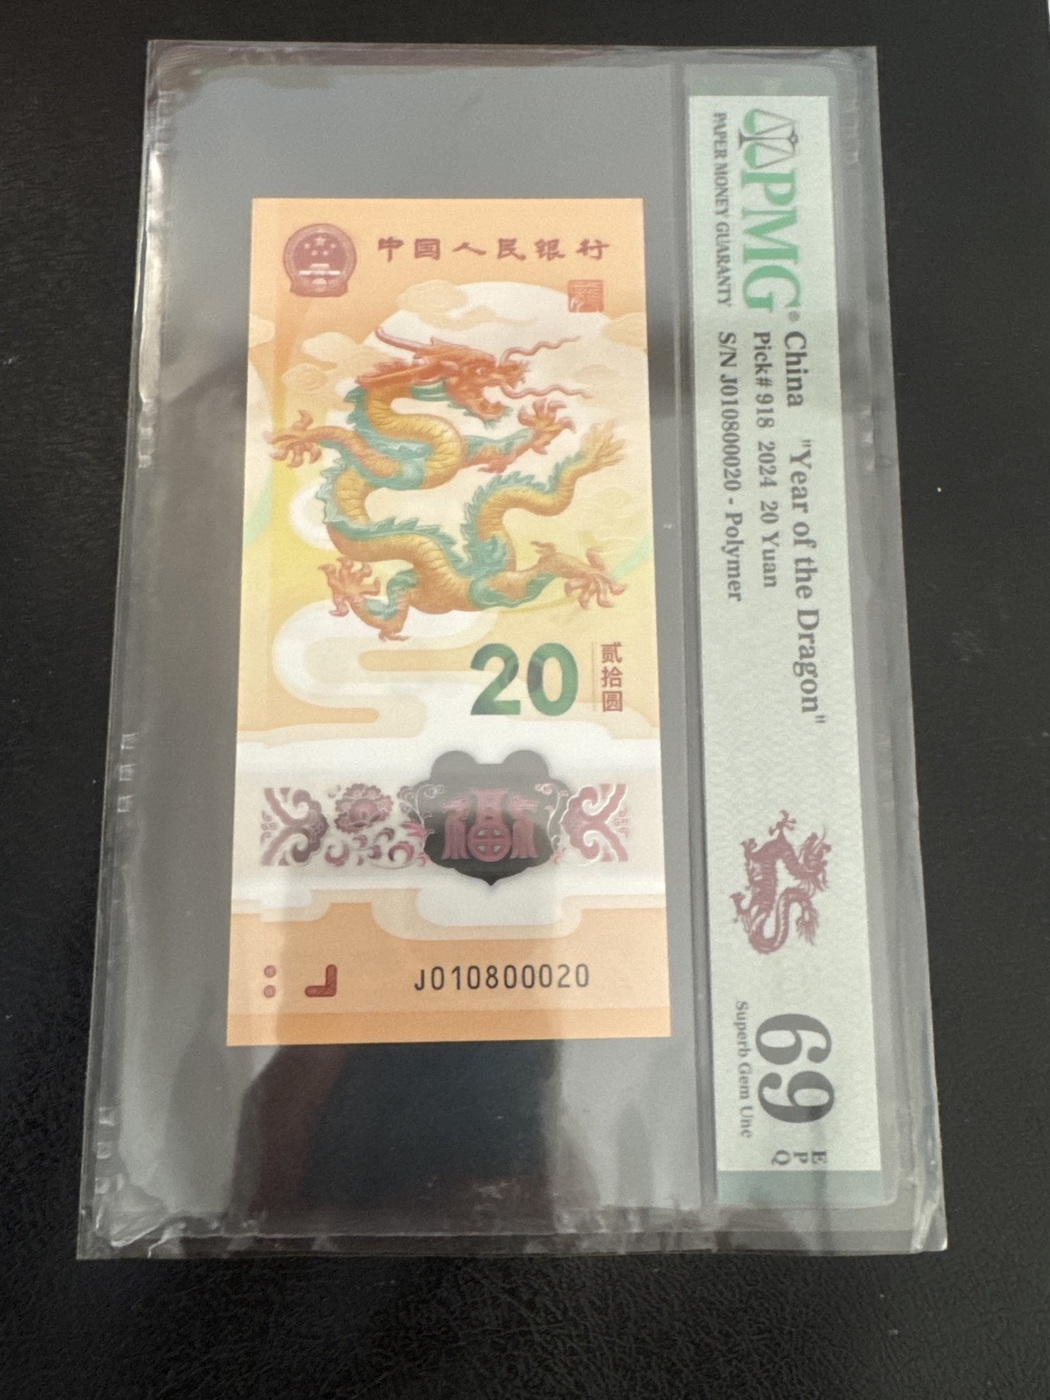 中国人民银行
20
贰拾圆
福
J010800020
PMG®
PAPER MONEY GUARANTY
China "Year of the Dragon"
Pick# 918 2024 20 Yuan
S/N J010800020 - Polymer
69
EPQ
Superb Gem Unc